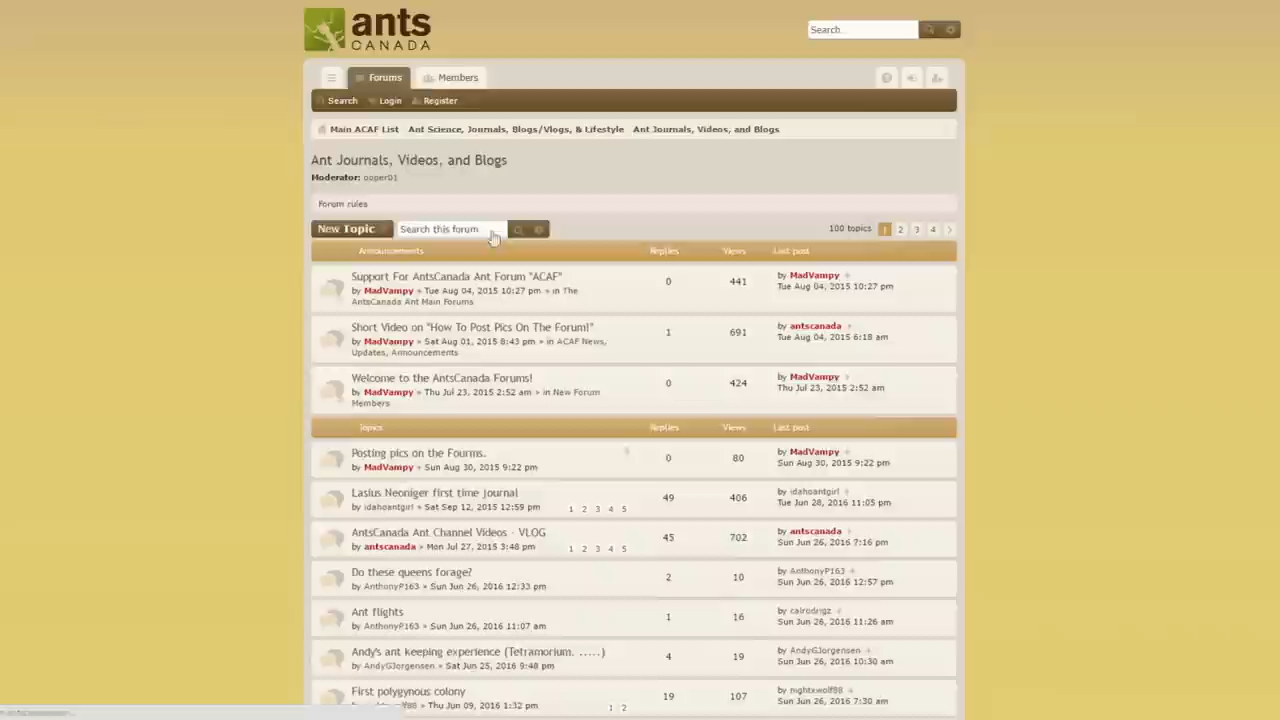 ants
CANADA
Search…
Forums
Members
Search
Login
Register
Main ACAF List
Ant Science, Journals, Blogs/Vlogs, & Lifestyle
Ant Journals, Videos, and Blogs
Ant Journals, Videos, and Blogs
Moderator: ooper01
Forum rules
New Topic
Search this forum
100 topics
1 2 3 4
Announcements Replies Views Last post
Support For AntsCanada Ant Forum "ACAF"
by MadVampy » Tue Aug 04, 2015 10:27 pm » in The
AntsCanada Ant Main Forums
0
441
by MadVampy
Tue Aug 04, 2015 10:27 pm
Short Video on "How To Post Pics On The Forum!"
by MadVampy » Sat Aug 01, 2015 8:43 pm » in ACAF News,
Updates, Announcements
1
691
by antscanada
Tue Aug 04, 2015 6:18 am
Welcome to the AntsCanada Forums!
by MadVampy » Thu Jul 23, 2015 2:52 am » in New Forum
Members
0
424
by MadVampy
Thu Jul 23, 2015 2:52 am
Topics Replies Views Last post
Posting pics on the Fourms.
by MadVampy » Sun Aug 30, 2015 9:22 pm
0
80
by MadVampy
Sun Aug 30, 2015 9:22 pm
Lasius Neoniger first time journal
by idahoantgirl » Sat Sep 12, 2015 12:59 pm
1 2 3 4 5
49
406
by idahoantgirl
Tue Jun 28, 2016 11:05 pm
AntsCanada Ant Channel Videos - VLOG
by antscanada » Mon Jul 27, 2015 3:48 pm
1 2 3 4 5
45
702
by antscanada
Sun Jun 26, 2016 7:16 pm
Do these queens forage?
by AnthonyP163 » Sun Jun 26, 2016 12:33 pm
2
10
by AnthonyP163
Sun Jun 26, 2016 12:57 pm
Ant flights
by AnthonyP163 » Sun Jun 26, 2016 11:07 am
1
16
by calrodrigz
Sun Jun 26, 2016 11:26 am
Andy's ant keeping experience (Tetramorium. .....)
by AndyGJorgensen » Sat Jun 25, 2016 9:48 pm
4
19
by AndyGJorgensen
Sun Jun 26, 2016 10:30 am
First polygynous colony
» Thu Jun 09, 2016 1:32 pm
1 2
19
107
by nightxwolf88
Sun Jun 26, 2016 7:30 am